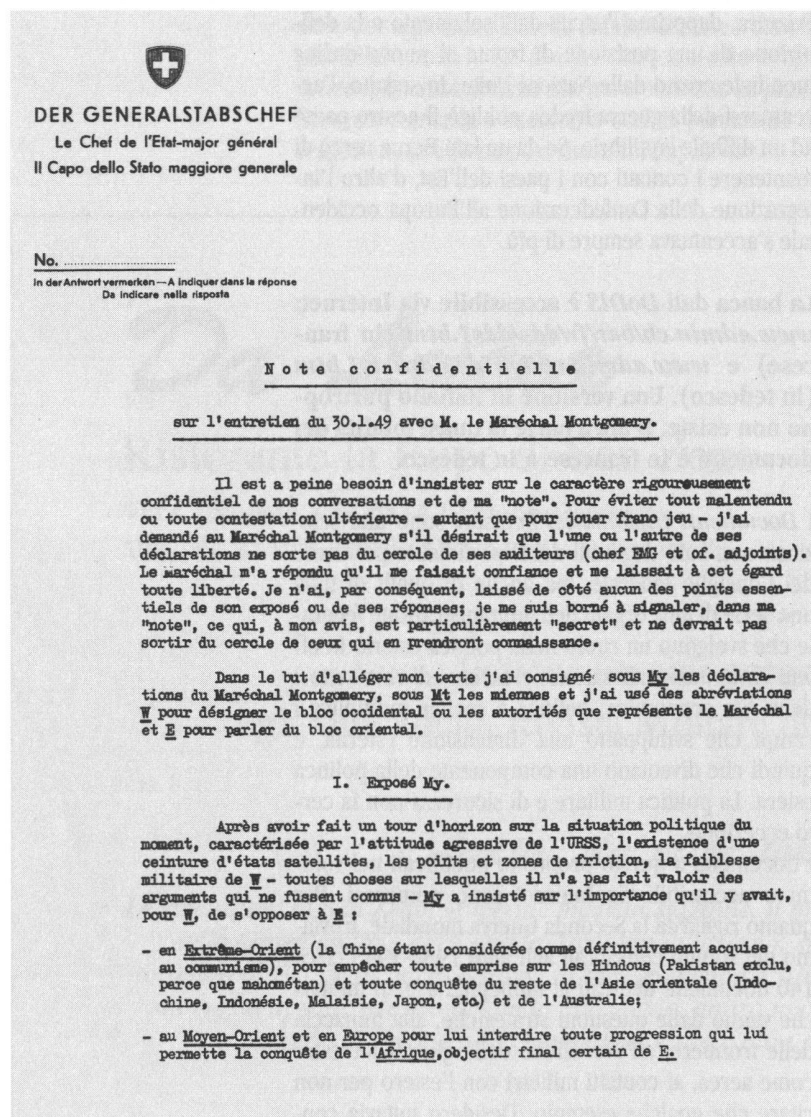 DER GENERALSTABSCHEF
Le Chef de l'Etat-major général
Il Capo dello Stato maggiore generale
No.
In der Antwort vermerken — A indiquer dans la réponse
Da indicare nella risposta
Note confidentielle
sur l'entretien du 30.1.49 avec M. le Maréchal Montgomery.
Il est a peine besoin d'insister sur le caractère rigoureusement
confidentiel de nos conversations et de ma "note". Pour éviter tout malentendu
ou toute contestation ultérieure - autant que pour jouer franc jeu - j'ai
demandé au Maréchal Montgomery s'il désirait que l'une ou l'autre de ses
déclarations ne sorte pas du cercle de ses auditeurs (chef EMG et of. adjoints).
Le Maréchal m'a répondu qu'il me faisait confiance et me laissait à cet égard
toute liberté. Je n'ai, par conséquent, laissé de côté aucun des points essen-
tiels de son exposé ou de ses réponses; je me suis borné à signaler, dans ma
"note", ce qui, à mon avis, est particulièrement "secret" et ne devrait pas
sortir du cercle de ceux qui en prendront connaissance.
Dans le but d'alléger mon texte j'ai consigné sous My les déclara-
tions du Maréchal Montgomery, sous Mt les miennes et j'ai usé des abréviations
W pour désigner le bloc occidental ou les autorités que représente le Maréchal
et E pour parler du bloc oriental.
I. Exposé My.
Après avoir fait un tour d'horizon sur la situation politique du
moment, caractérisée par l'attitude agressive de l'URSS, l'existence d'une
ceinture d'états satellites, les points et zones de friction, la faiblesse
militaire de W - toutes choses sur lesquelles il n'a pas fait valoir des
arguments qui ne fussent connus - My a insisté sur l'importance qu'il y avait,
pour W, de s'opposer à E :
- en Ertrême-Orient (la Chine étant considérée comme définitivement acquise
au communisme), pour empêcher toute emprise sur les Hindous (Pakistan exclu,
parce que mahométan) et toute conquête du reste de l'Asie orientale (Indo-
chine, Indonésie, Malaisie, Japon, etc.) et de l'Australie;
- au Moyen-Orient et en Europe pour lui interdire toute progression qui lui
permette la conquête de l'Afrique, objectif final certain de E.